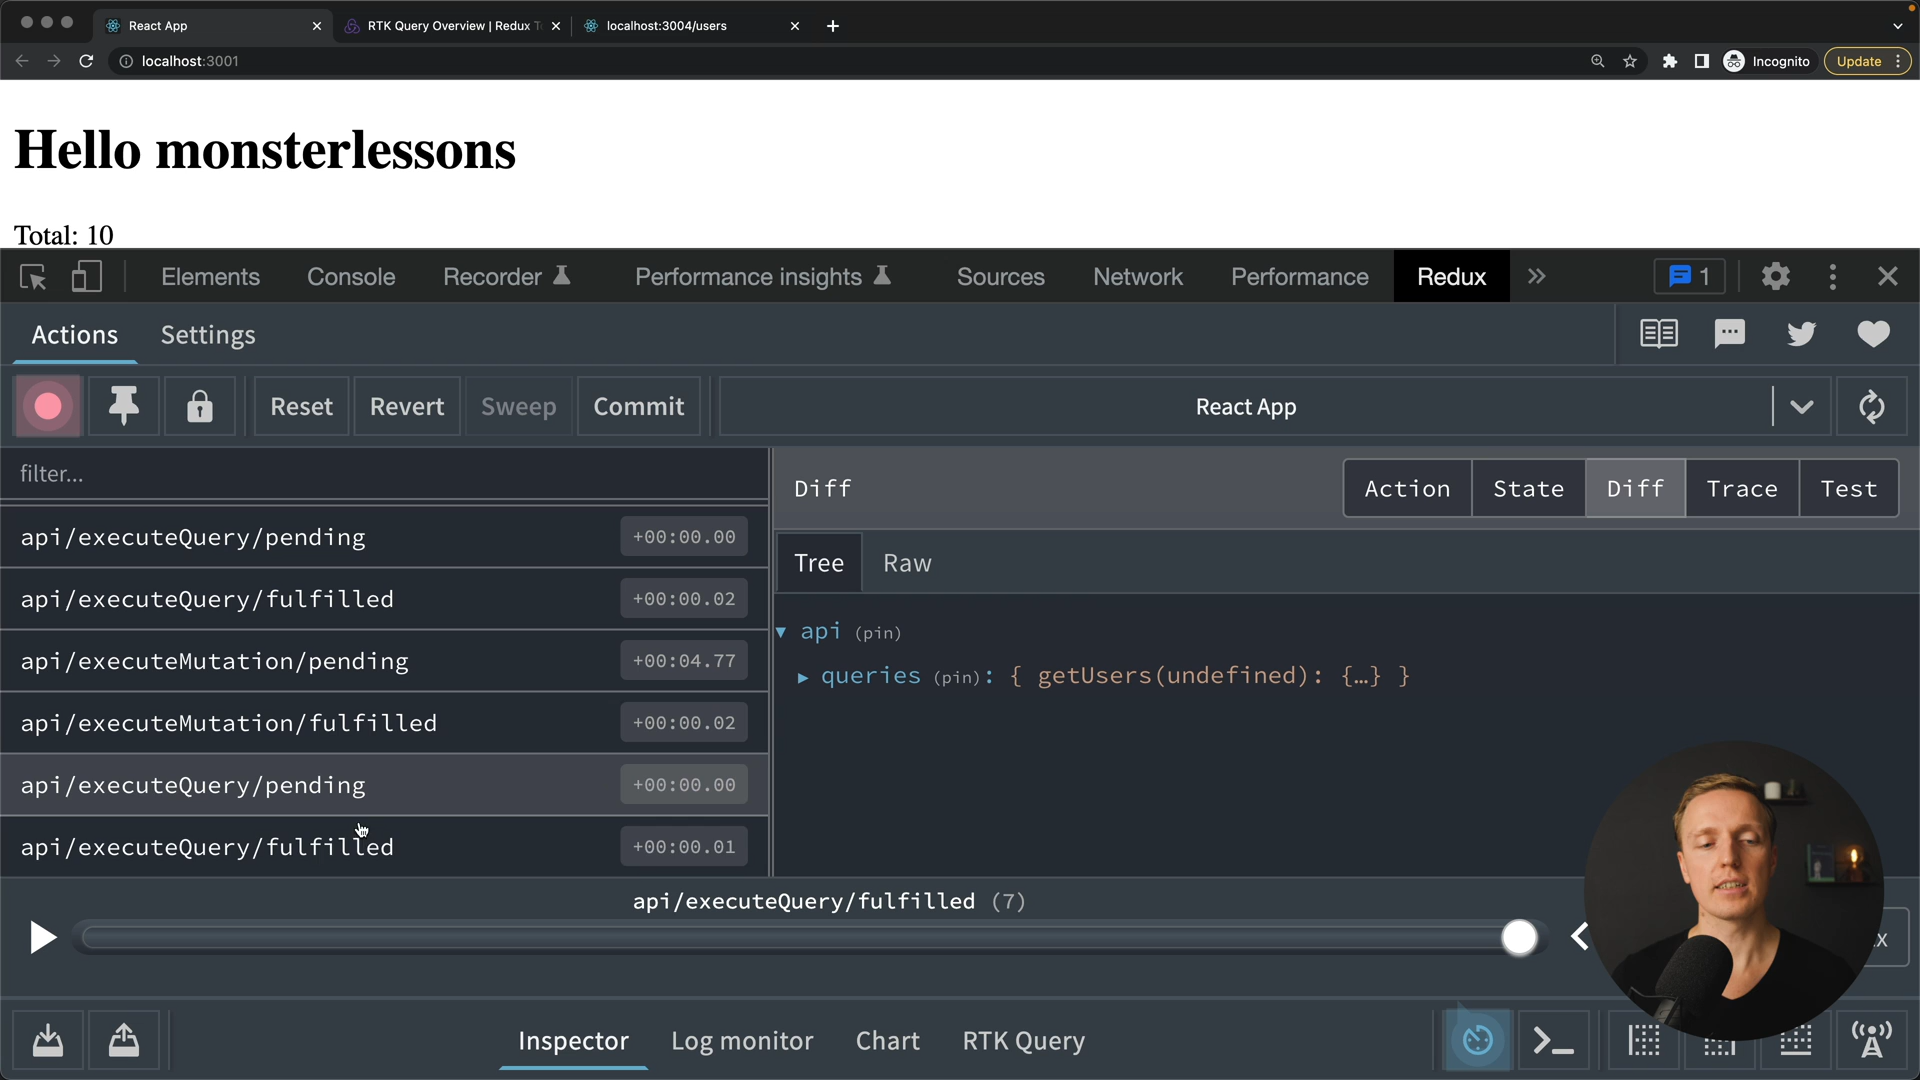 React App
RTK Query Overview | Redux T
localhost:3004/users
localhost:3001
Incognito
Update
Hello monsterlessons
Total: 10
Elements
Console
Recorder
Performance insights
Sources
Network
Performance
Redux
1
Actions
Settings
Reset
Revert
Sweep
Commit
React App
filter...
Diff
Action
State
Diff
Trace
Test
api/executeQuery/pending +00:00.00
api/executeQuery/fulfilled +00:00.02
api/executeMutation/pending +00:04.77
api/executeMutation/fulfilled +00:00.02
api/executeQuery/pending +00:00.00
api/executeQuery/fulfilled +00:00.01
Tree
Raw
api (pin)
queries (pin): { getUsers(undefined): {…} }
api/executeQuery/fulfilled (7)
x
Inspector
Log monitor
Chart
RTK Query